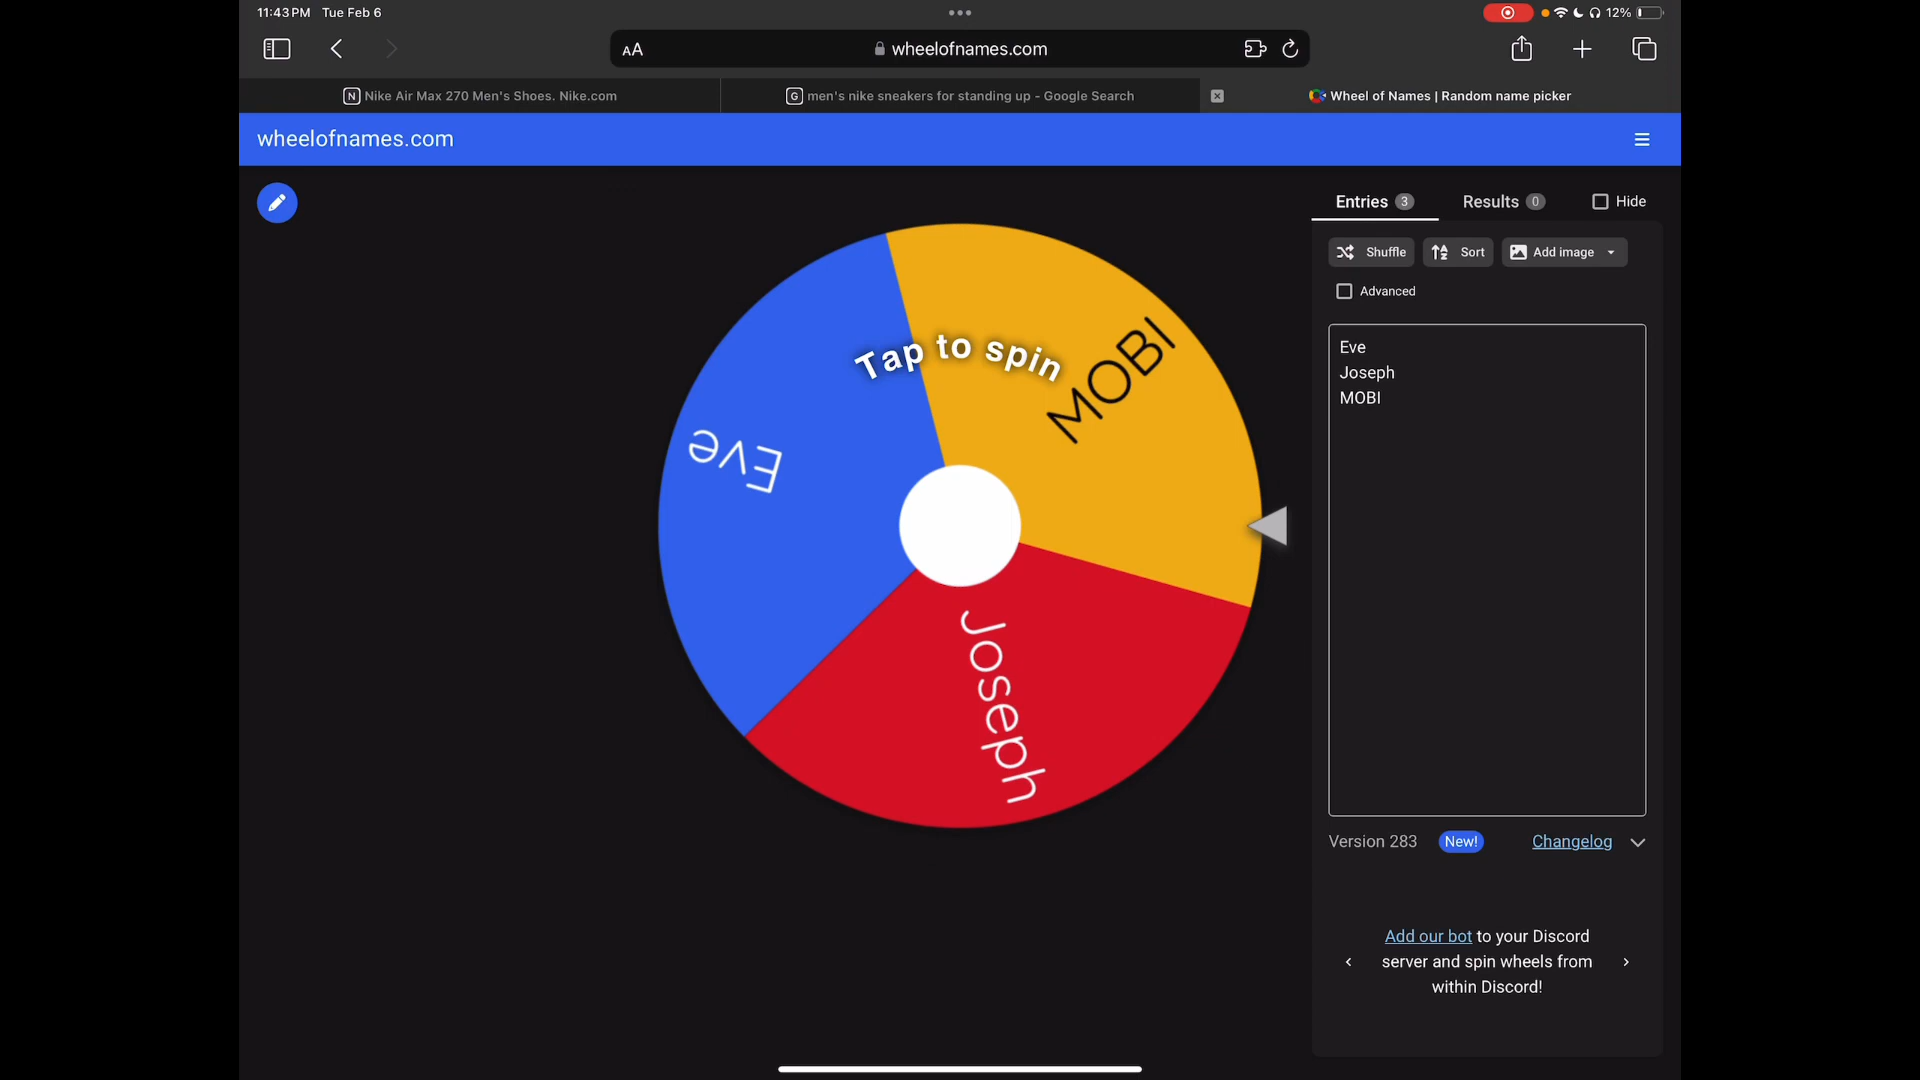 11:43 PM Tue Feb 6
12%
AA
wheelofnames.com
N Nike Air Max 270 Men's Shoes. Nike.com
G men's nike sneakers for standing up - Google Search
Wheel of Names | Random name picker
wheelofnames.com
Entries 3
Results 0
Hide
Shuffle
Sort
Add image
Advanced
Eve
Joseph
MOBI
Tap to spin
MOBI
Eve
Joseph
Version 283
New!
Changelog
Add our bot to your Discord
server and spin wheels from
within Discord!